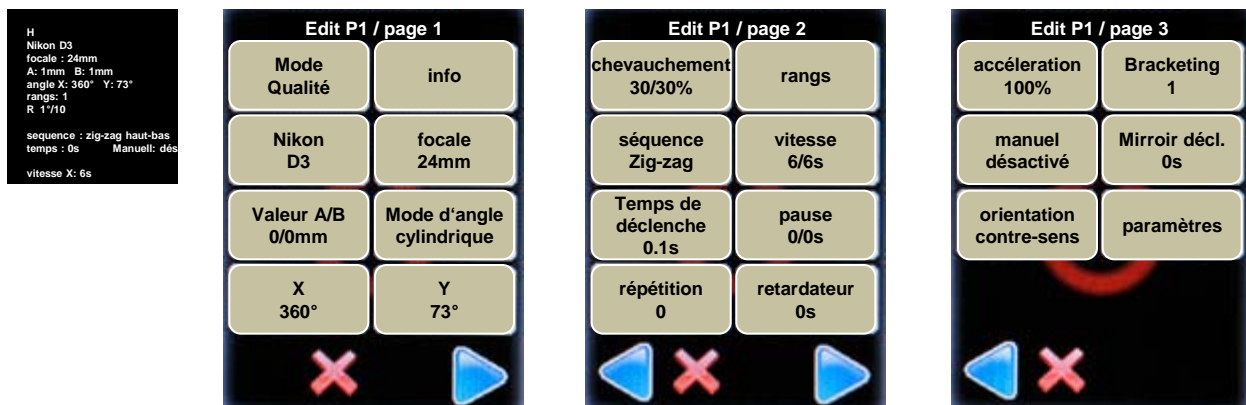 H
Nikon D3
focale : 24mm
A: 1mm B: 1mm
angle X: 360° Y: 73°
rangs: 1
R 1°/10
sequence : zig-zag haut-bas
temps : 0s Manuell: dés
vitesse X: 6s
Edit P1 / page 1
Mode
Qualité
info
Nikon
D3
focale
24mm
Valeur A/B
0/0mm
Mode d‘angle
cylindrique
X
360°
Y
73°
Edit P1 / page 2
chevauchement
30/30%
rangs
séquence
Zig-zag
vitesse
6/6s
Temps de
déclenche
0.1s
pause
0/0s
répétition
0
retardateur
0s
Edit P1 / page 3
accéleration
100%
Bracketing
1
manuel
désactivé
Mirroir décl.
0s
orientation
contre-sens
paramètres